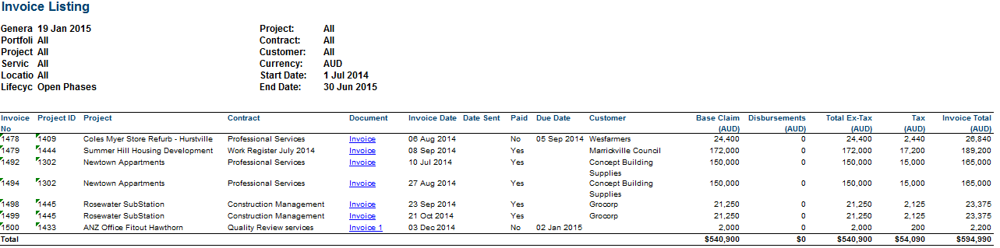 Invoice Listing
Genera 19 Jan 2015 Project: All
Portfoli All Contract: All
Project All Customer: All
Servic All Currency: AUD
Locatio All Start Date: 1 Jul 2014
Lifecyc Open Phases End Date: 30 Jun 2015
Invoice Project ID Project Contract Document Invoice Date Date Sent Paid Due Date Customer Base Claim Disbursements Total Ex-Tax Tax Invoice Total
No (AUD) (AUD) (AUD) (AUD) (AUD)
1478 1409 Coles Myer Store Refurb - Hurstville Professional Services Invoice 06 Aug 2014 No 05 Sep 2014 Wesfarmers 24,400 0 24,400 2,440 26,840
1479 1444 Summer Hill Housing Development Work Register July 2014 Invoice 08 Sep 2014 Yes Marrickville Council 172,000 0 172,000 17,200 189,200
1492 1302 Newtown Appartments Professional Services Invoice 10 Jul 2014 Yes Concept Building 150,000 0 150,000 15,000 165,000
Supplies
1494 1302 Newtown Appartments Professional Services Invoice 27 Aug 2014 Yes Concept Building 150,000 0 150,000 15,000 165,000
Supplies
1498 1445 Rosewater SubStation Construction Management Invoice 23 Sep 2014 Yes Grocorp 21,250 0 21,250 2,125 23,375
1499 1445 Rosewater SubStation Construction Management Invoice 21 Oct 2014 Yes Grocorp 21,250 0 21,250 2,125 23,375
1500 1433 ANZ Office Fitout Hawthorn Quality Review services Invoice 1 03 Dec 2014 No 02 Jan 2015 2,000 0 2,000 200 2,200
Total $540,900 $0 $540,900 $54,090 $594,990